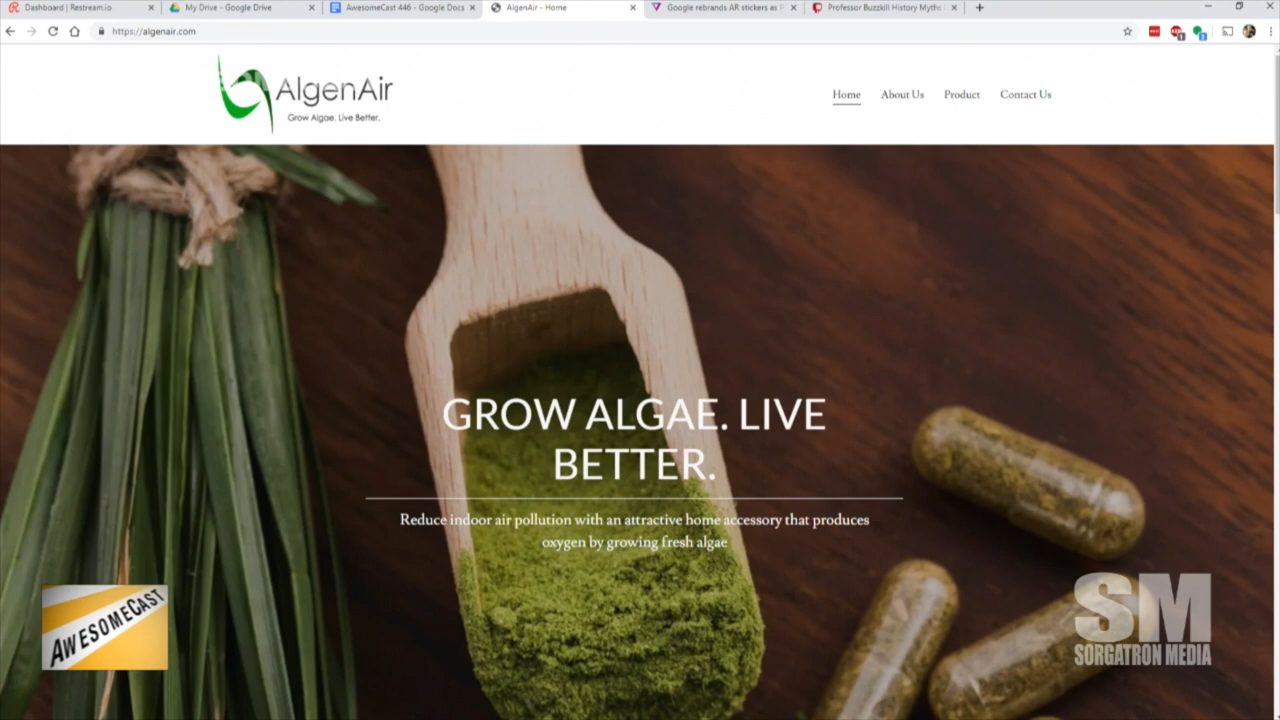 Dashboard | Restream.io
My Drive - Google Drive
AwesomeCast 446 - Google Docs
AlgenAir - Home
Google rebrands AR stickers as
Professor Buzzkill History Myths
https://algenair.com
AlgenAir
Grow Algae. Live Better.
Home
About Us
Product
Contact Us
GROW ALGAE. LIVE
BETTER.
Reduce indoor air pollution with an attractive home accessory that produces
oxygen by growing fresh algae
AWESOMECAST
SM
SORGATRON MEDIA